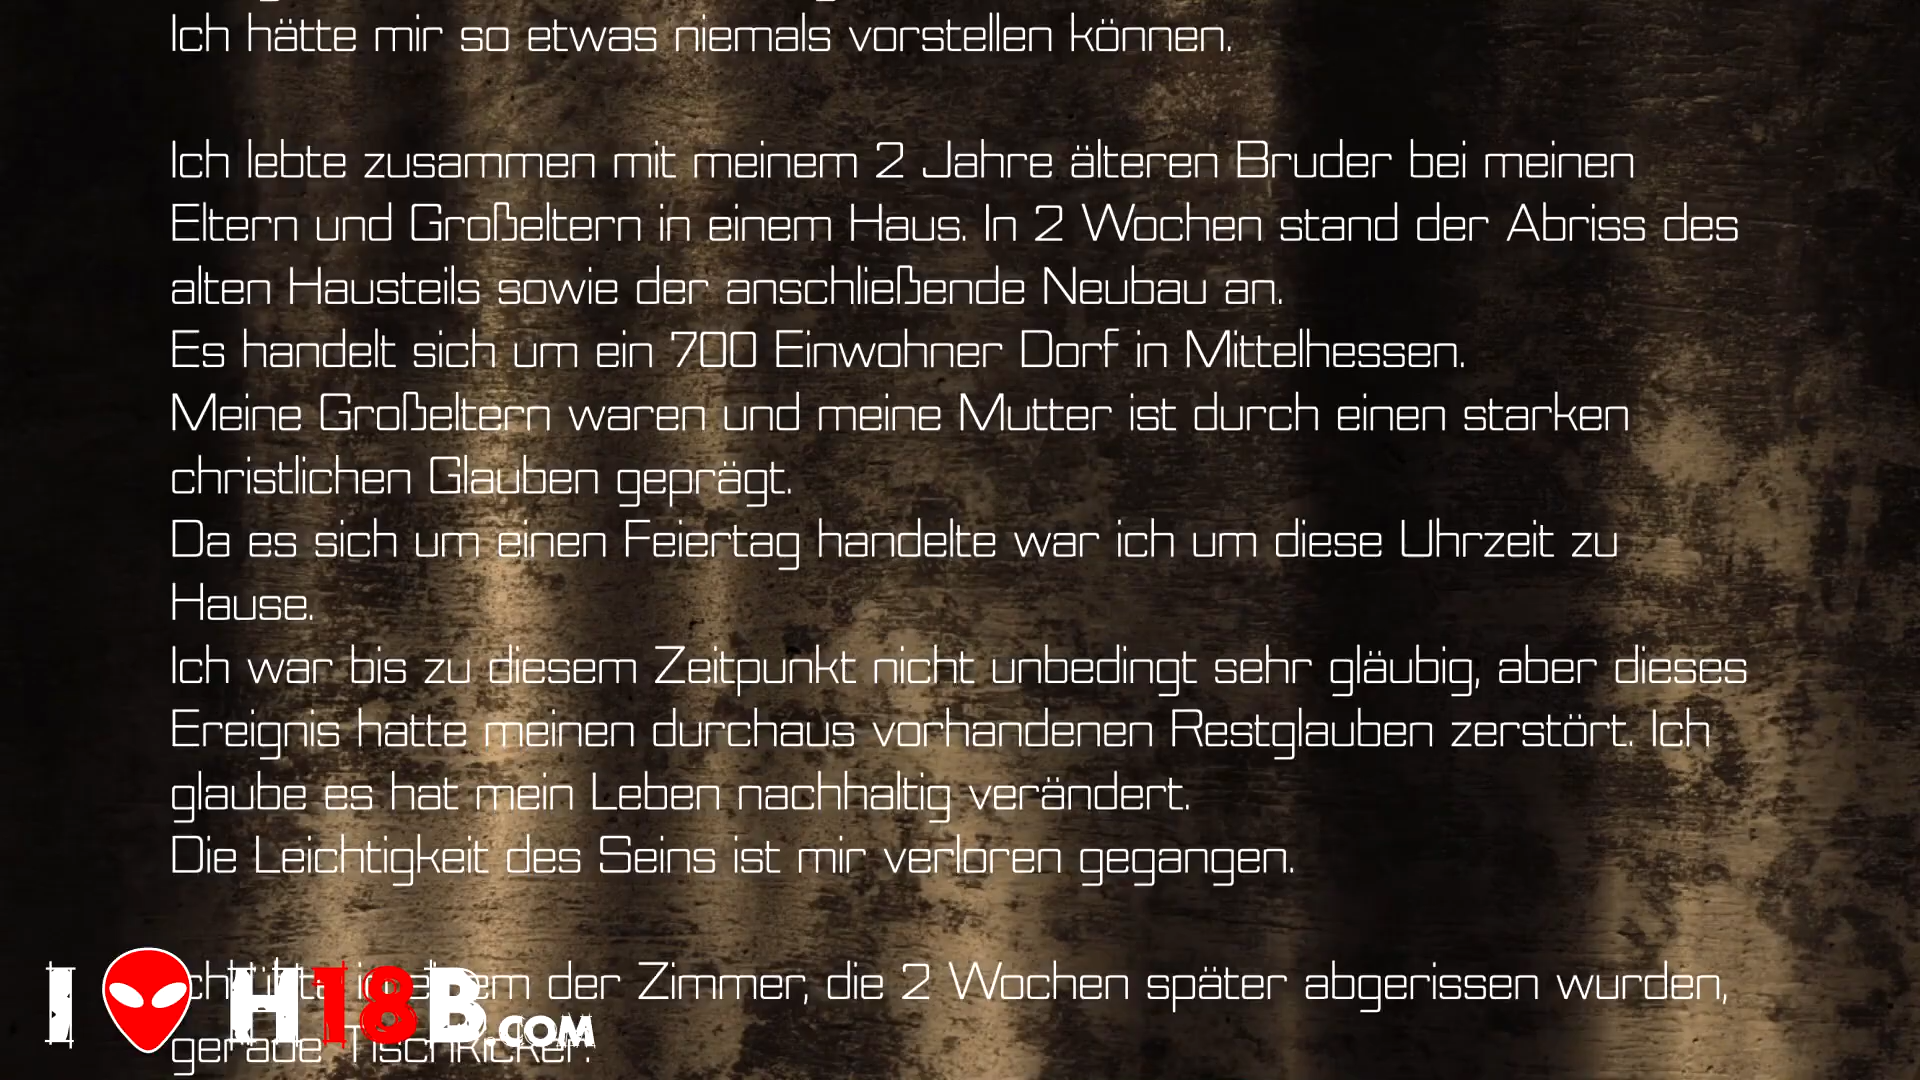 Ich hätte mir so etwas niemals vorstellen können.
Ich lebte zusammen mit meinem 2 Jahre älteren Bruder bei meinen
Eltern und Großeltern in einem Haus. In 2 Wochen stand der Abriss des
alten Hausteils sowie der anschließende Neubau an.
Es handelt sich um ein 700 Einwohner Dorf in Mittelhessen.
Meine Großeltern waren und meine Mutter ist durch einen starken
christlichen Glauben geprägt.
Da es sich um einen Feiertag handelte war ich um diese Uhrzeit zu
Hause.
Ich war bis zu diesem Zeitpunkt nicht unbedingt sehr gläubig, aber dieses
Ereignis hatte meinen durchaus vorhandenen Restglauben zerstört. Ich
glaube es hat mein Leben nachhaltig verändert.
Die Leichtigkeit des Seins ist mir verloren gegangen.
der Zimmer, die 2 Wochen später abgerissen wurden,
gerade Tischkicker.
I H18B.COM